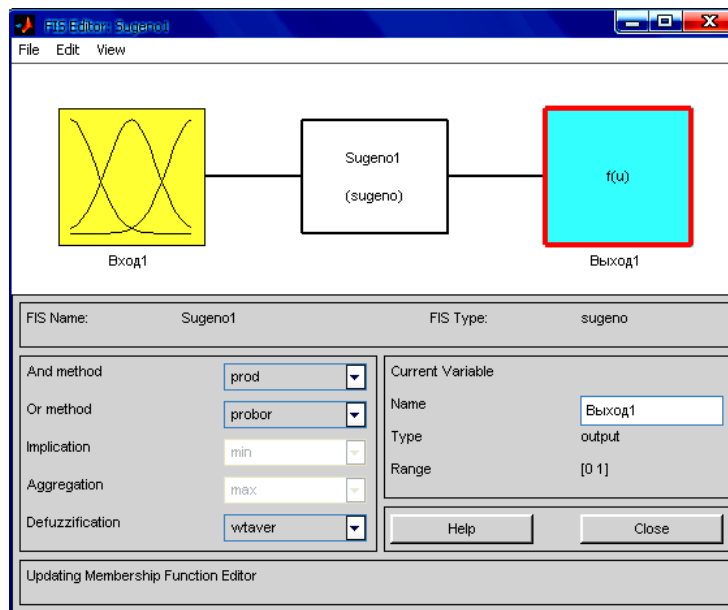 FIS Editor: Sugeno1
File Edit View
Sugeno1
(sugeno)
f(u)
Вход1
Выход1
FIS Name: Sugeno1 FIS Type: sugeno
And method prod
Or method probor
Implication min
Aggregation max
Defuzzification wtaver
Current Variable
Name Выход1
Type output
Range [0 1]
Help Close
Updating Membership Function Editor